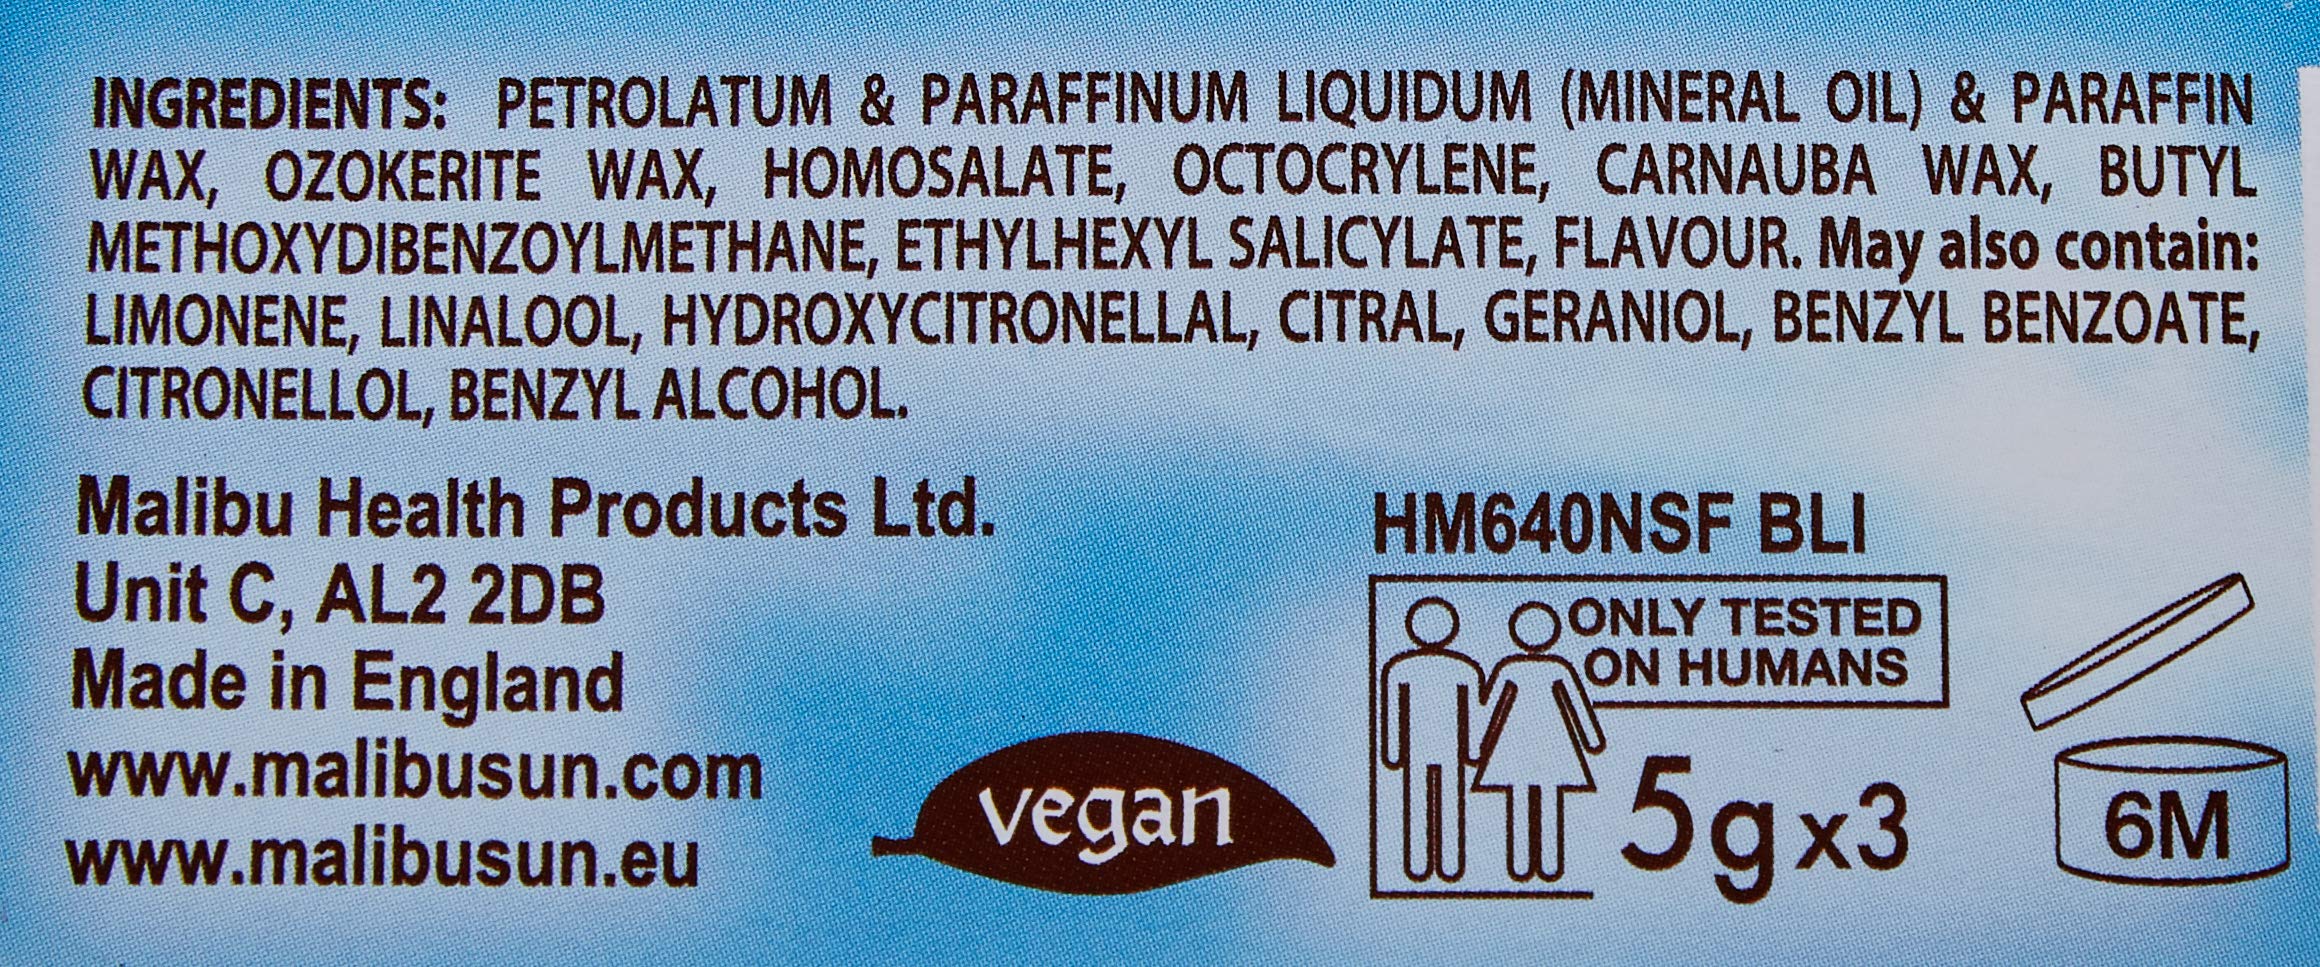 INGREDIENTS: PETROLATUM & PARAFFINUM LIQUIDUM (MINERAL OIL) & PARAFFIN
WAX, OZOKERITE WAX, HOMOSALATE, OCTOCRYLENE, CARNAUBA WAX, BUTYL
METHOXYDIBENZOYLMETHANE, ETHYLHEXYL SALICYLATE, FLAVOUR. May also contain:
LIMONENE, LINALOOL, HYDROXYCITRONELLAL, CITRAL, GERANIOL, BENZYL BENZOATE,
CITRONELLOL, BENZYL ALCOHOL.
Malibu Health Products Ltd.
Unit C, AL2 2DB
Made in England
www.malibusun.com
www.malibusun.eu
vegan
HM640NSF BLI
ONLY TESTED
ON HUMANS
5g x3
6M